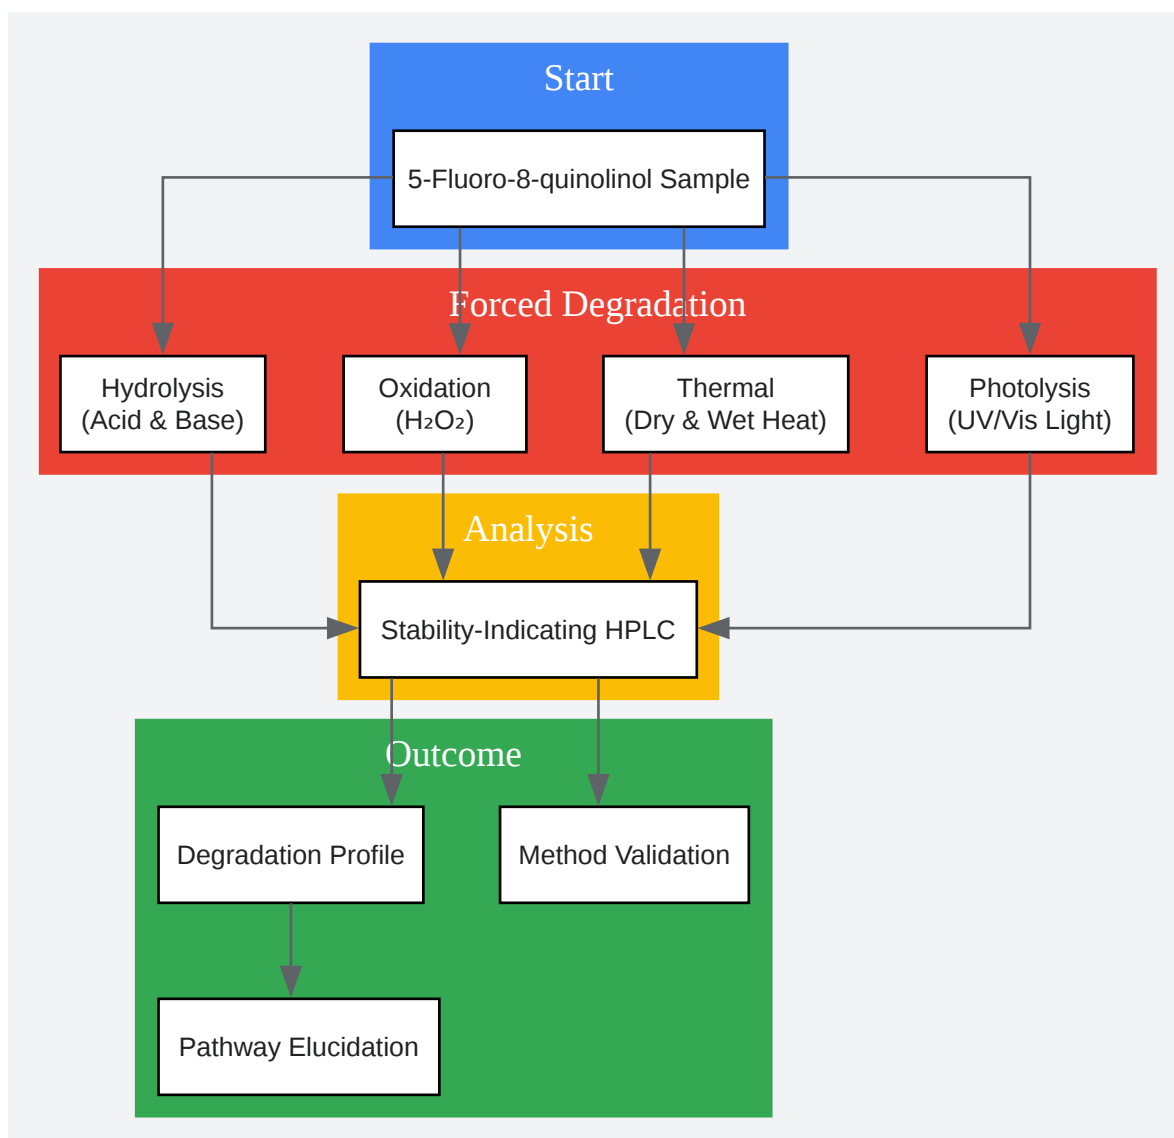 Start
5-Fluoro-8-quinolinol Sample
Forced Degradation
Hydrolysis
(Acid & Base)
Oxidation
(H₂O₂)
Thermal
(Dry & Wet Heat)
Photolysis
(UV/Vis Light)
Analysis
Stability-Indicating HPLC
Outcome
Degradation Profile
Method Validation
Pathway Elucidation